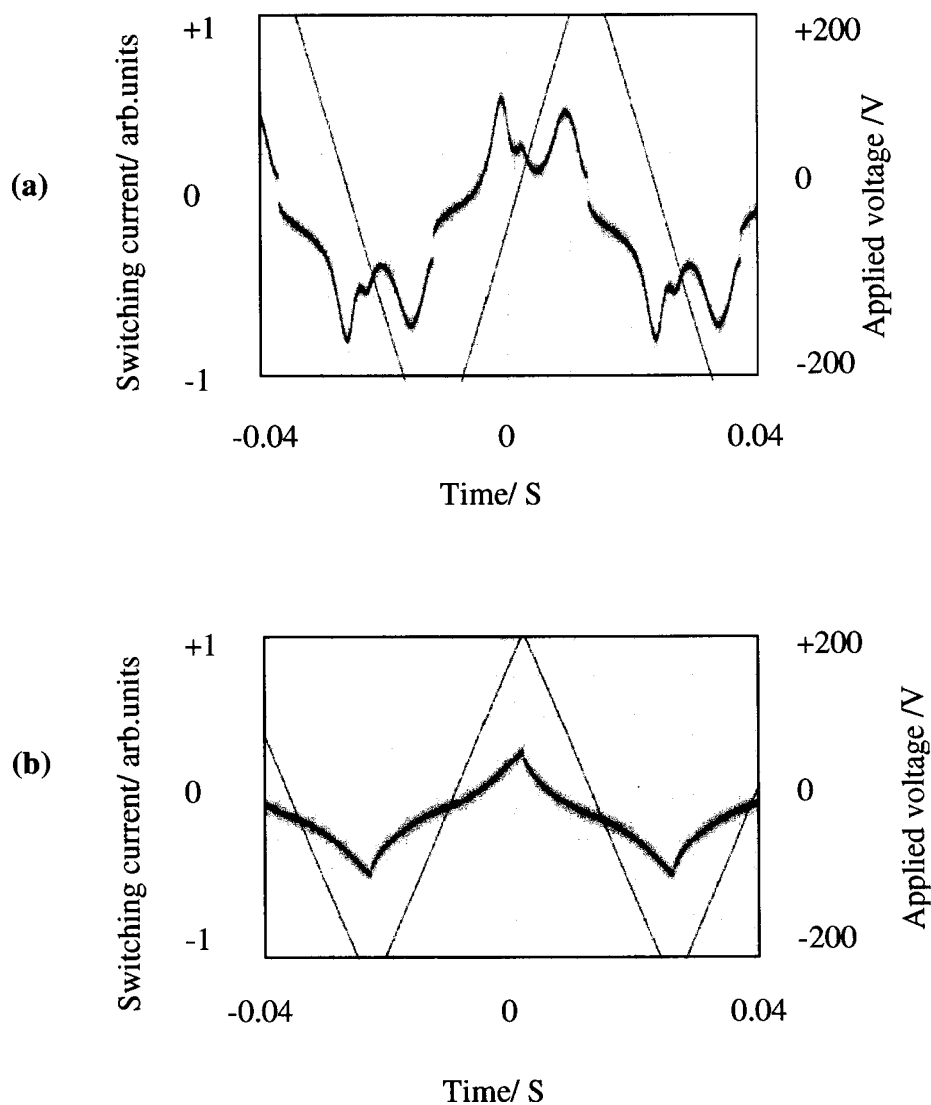 (a)
Switching current/ arb.units
+1
0
-1
+200
0
-200
Applied voltage /V
-0.04 0 0.04
Time/ S
(b)
Switching current/ arb.units
+1
0
-1
+200
0
-200
Applied voltage /V
-0.04 0 0.04
Time/ S